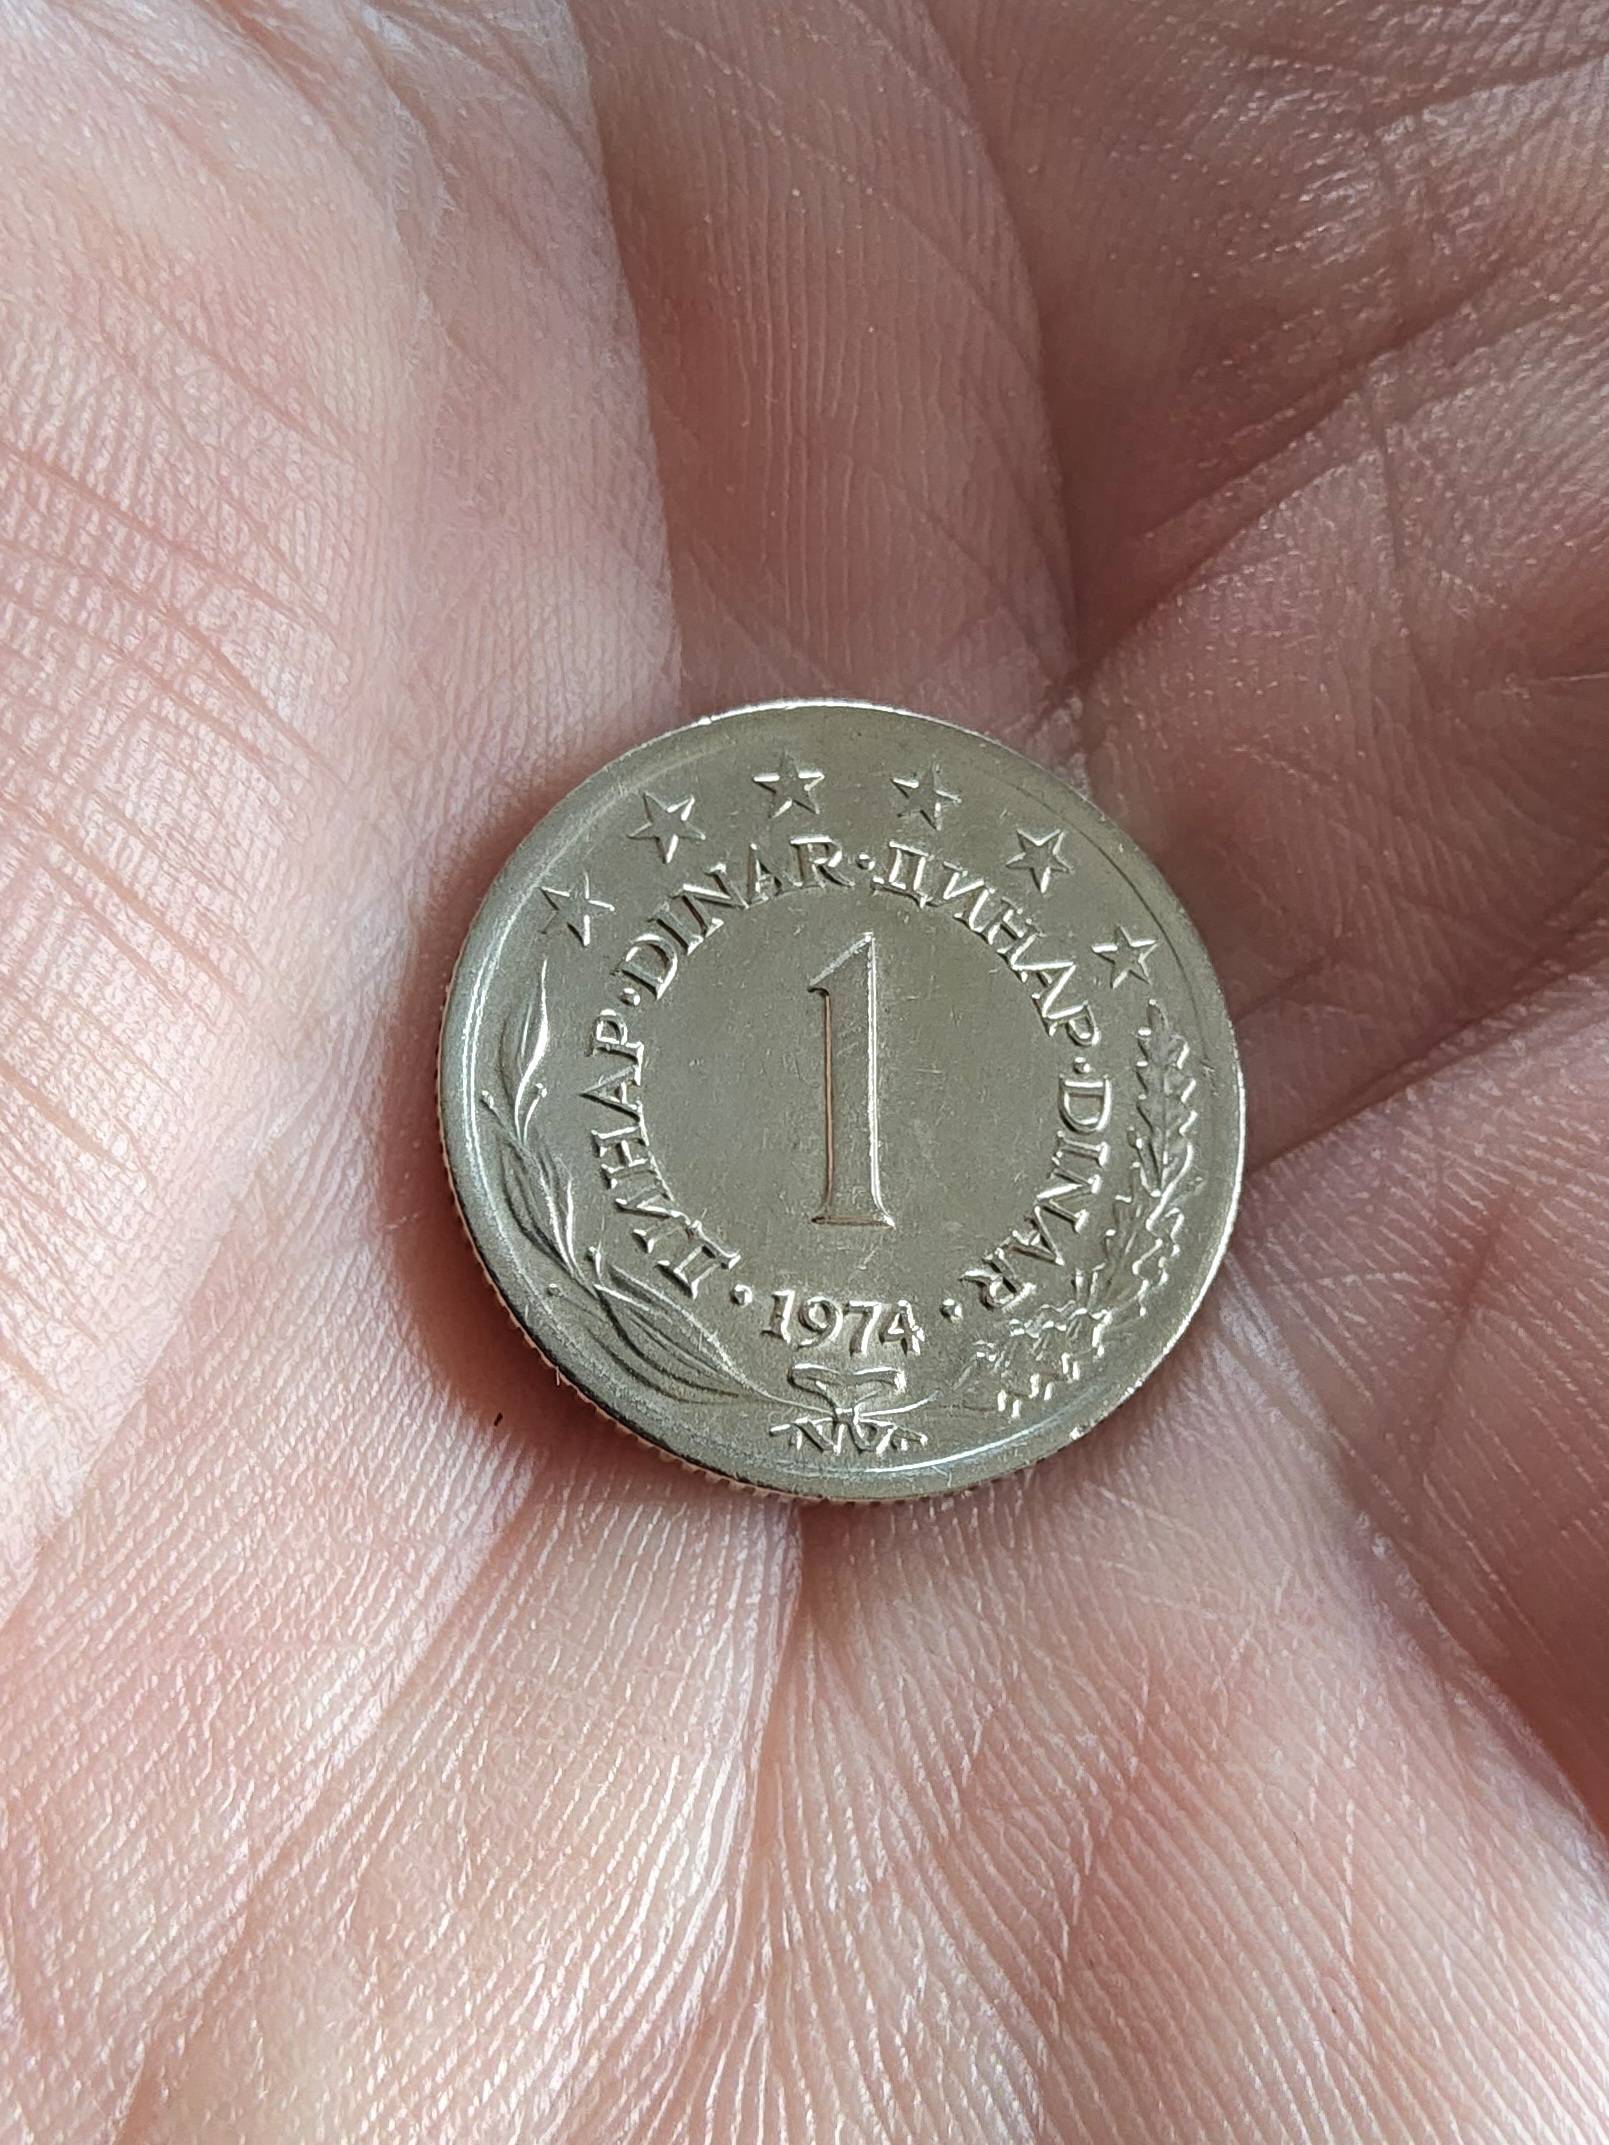 ДИНАР · DINAR · ДИНАР · DINAR
1
· 1974 ·